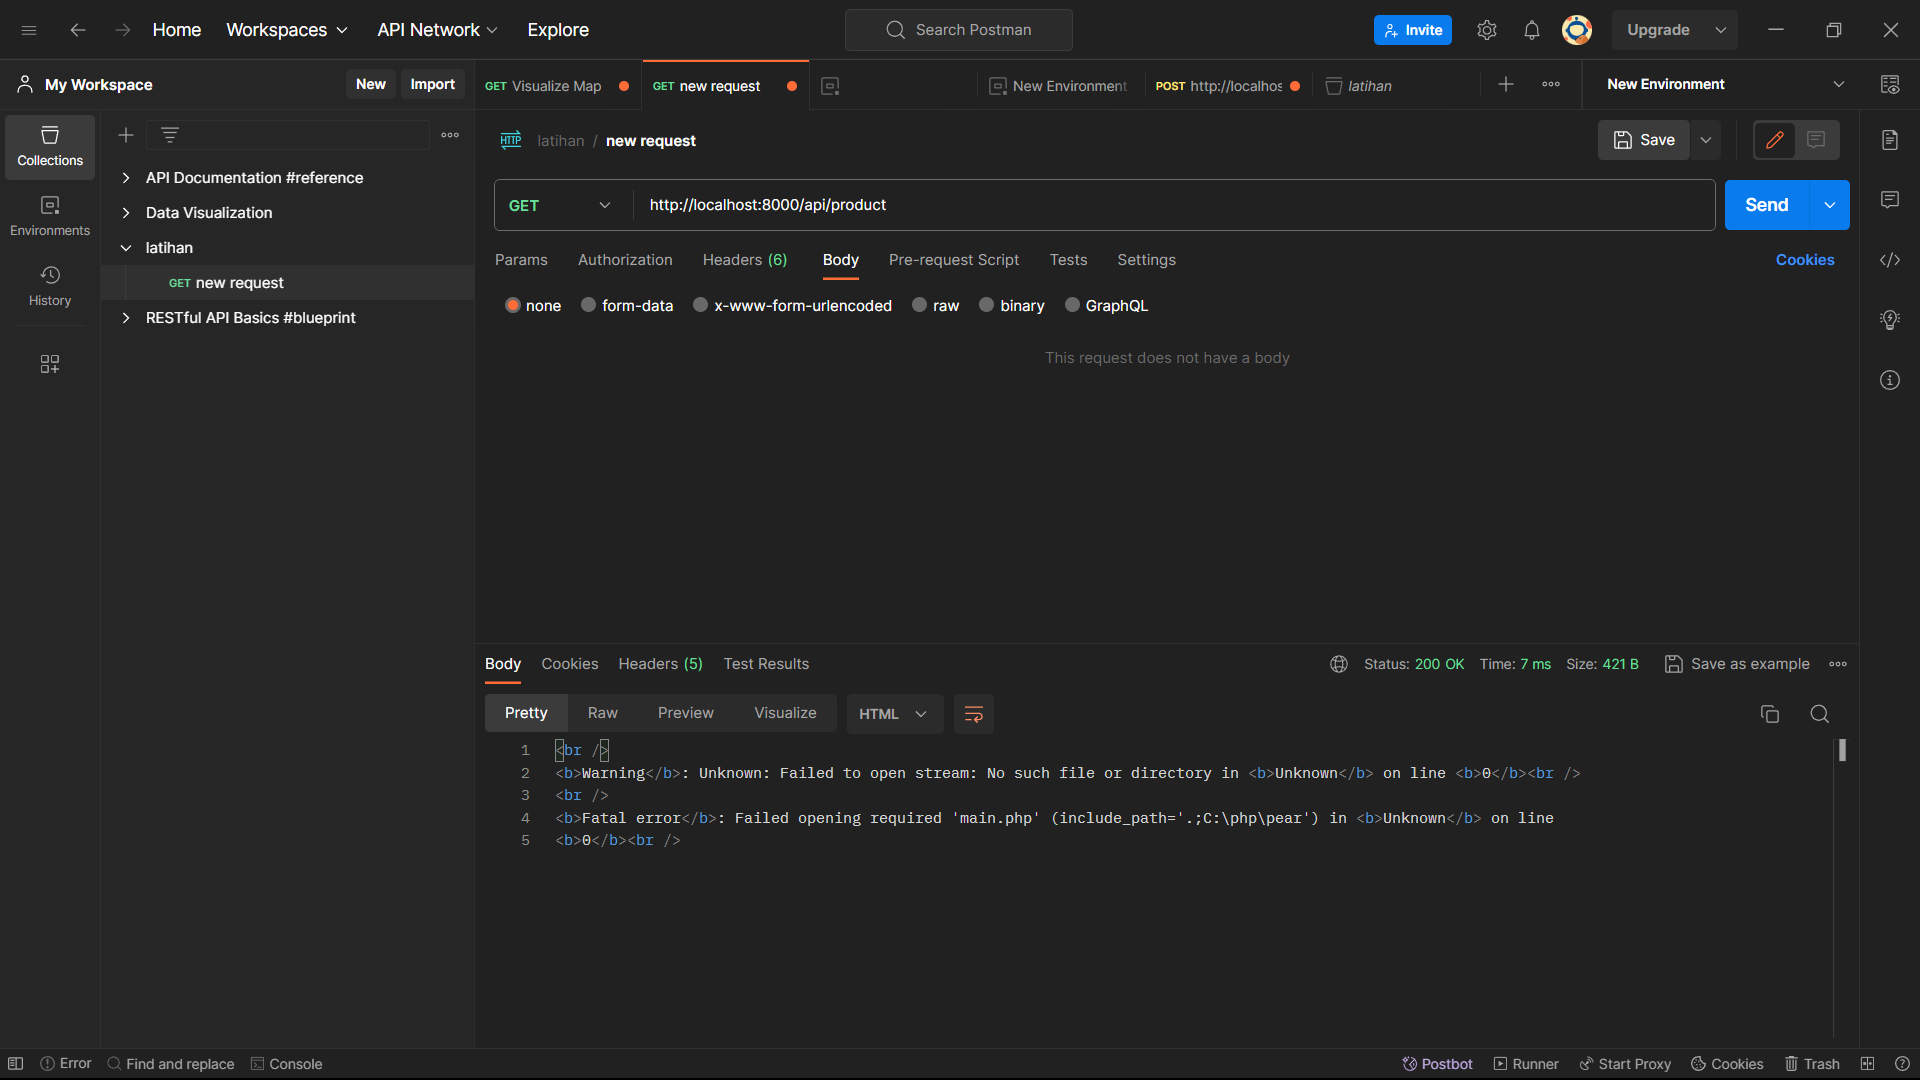 Home Workspaces API Network Explore Search Postman Invite Upgrade
My Workspace New Import GET Visualize Map GET new request New Environment POST http://localhos latihan New Environment
Collections
Environments
History
API Documentation #reference
Data Visualization
latihan
GET new request
RESTful API Basics #blueprint
HTTP latihan / new request Save
GET http://localhost:8000/api/product Send
Params Authorization Headers (6) Body Pre-request Script Tests Settings Cookies
none form-data x-www-form-urlencoded raw binary GraphQL
This request does not have a body
Body Cookies Headers (5) Test Results Status: 200 OK Time: 7 ms Size: 421 B Save as example
Pretty Raw Preview Visualize HTML
1 <br />
2 <b>Warning</b>: Unknown: Failed to open stream: No such file or directory in <b>Unknown</b> on line <b>0</b><br />
3 <br />
4 <b>Fatal error</b>: Failed opening required 'main.php' (include_path='.;C:\php\pear') in <b>Unknown</b> on line
5 <b>0</b><br />
Error Find and replace Console Postbot Runner Start Proxy Cookies Trash